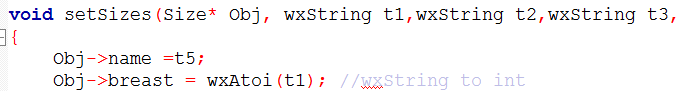 void setSizes(Size* Obj, wxString t1,wxString t2,wxString t3,
{
Obj->name =t5;
Obj->breast = wxAtoi(t1); //wxString to int